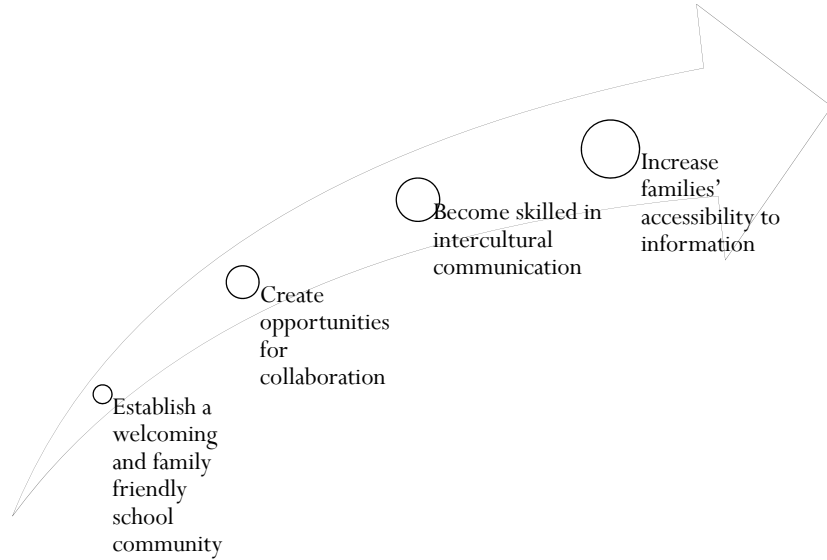 Establish a
welcoming
and family
friendly
school
community
Create
opportunities
for
collaboration
Become skilled in
intercultural
communication
Increase
families’
accessibility to
information